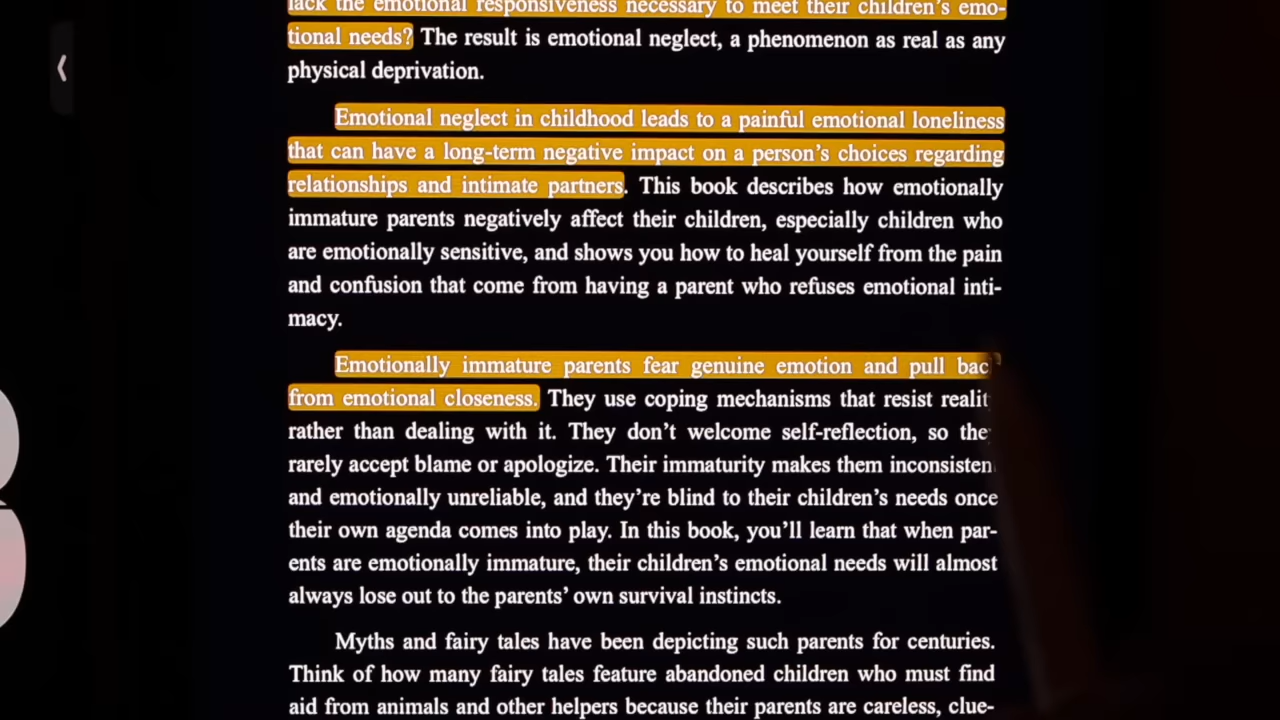 lack the emotional responsiveness necessary to meet their children's emo-
tional needs? The result is emotional neglect, a phenomenon as real as any
physical deprivation.
Emotional neglect in childhood leads to a painful emotional loneliness
that can have a long-term negative impact on a person's choices regarding
relationships and intimate partners. This book describes how emotionally
immature parents negatively affect their children, especially children who
are emotionally sensitive, and shows you how to heal yourself from the pain
and confusion that come from having a parent who refuses emotional inti-
macy.
Emotionally immature parents fear genuine emotion and pull back
from emotional closeness. They use coping mechanisms that resist reality
rather than dealing with it. They don't welcome self-reflection, so they
rarely accept blame or apologize. Their immaturity makes them inconsistent
and emotionally unreliable, and they're blind to their children's needs once
their own agenda comes into play. In this book, you'll learn that when par-
ents are emotionally immature, their children's emotional needs will almost
always lose out to the parents' own survival instincts.
Myths and fairy tales have been depicting such parents for centuries.
Think of how many fairy tales feature abandoned children who must find
aid from animals and other helpers because their parents are careless, clue-